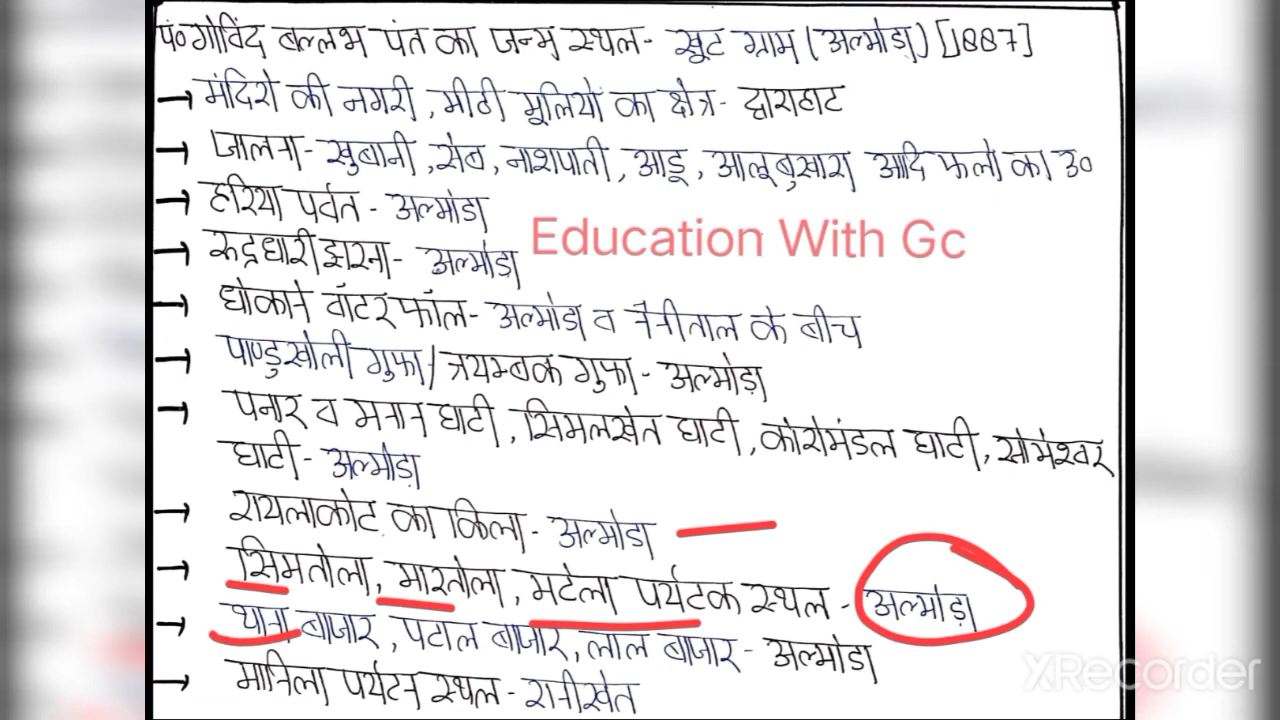 पं० गोविंद बल्लभ पंत का जन्म स्थल- खूट ग्राम (अल्मोडा) [1887]
→ मंदिरो की नगरी, मीठी मूलियो का क्षेत्र- द्वाराहाट
→ जालना- खुबानी, सेब, नाशपाती, आडू, आलूबुखारा आदि फलो का उ०
→ हरिया पर्वत - अल्मोडा
→ रुद्रधारी झारना- अल्मोड़ा
Education With Gc
→ धोकाने वॉटर फॉल- अल्मोडा व नैनीताल के बीच
→ पाण्डुखोली गुफा/त्रयम्बक गुफा- अल्मोड़ा
→ पनार व मनान घाटी, सिमलखेत घाटी, कोरोमंडल घाटी, सोमेश्वर
घाटी- अल्मोड़ा
→ रायलाकोट का किला- अल्मोडा
→ सिमतोला, मारतोला, मटेला पर्यटक स्थल - अल्मोड़ा
→ थाना बाजार, पटाल बाजार, लाल बाजार- अल्मोडा
→ मानिला पर्यटन स्थल- रानीखेत
XRecorder